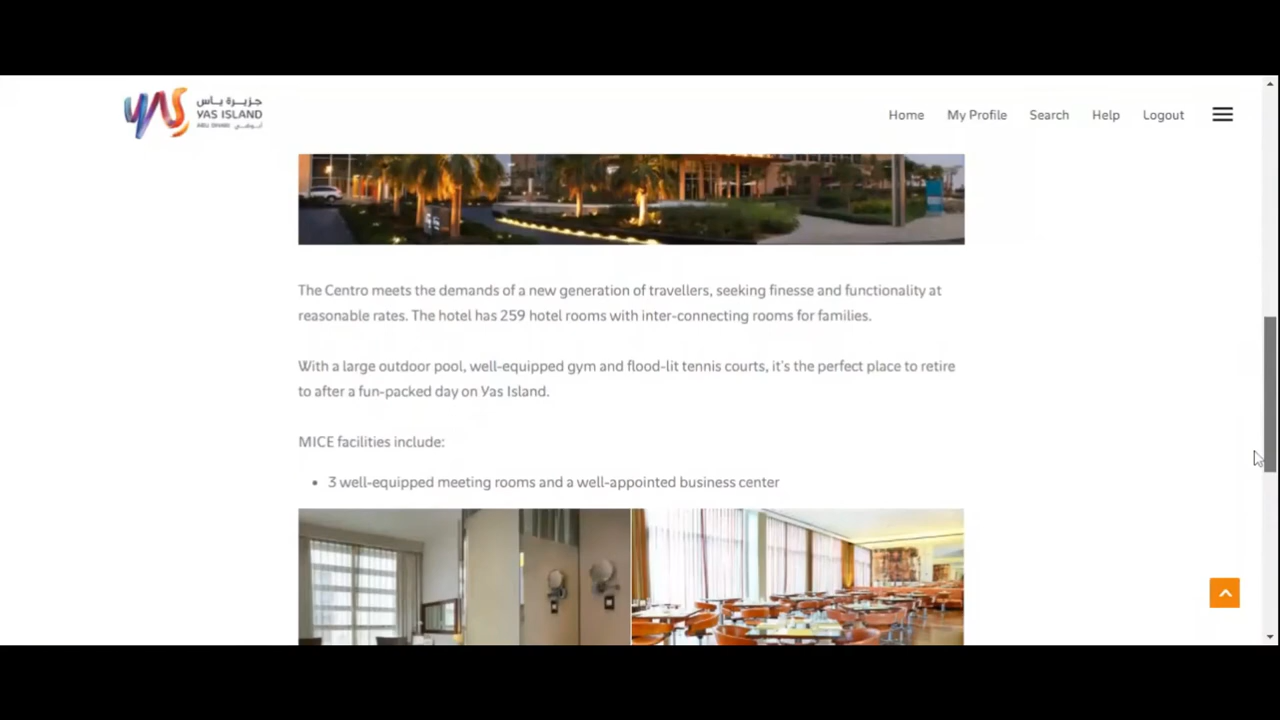 جزيرة ياس
YAS ISLAND
ABU DHABI أبوظبي
Home My Profile Search Help Logout
The Centro meets the demands of a new generation of travellers, seeking finesse and functionality at
reasonable rates. The hotel has 259 hotel rooms with inter-connecting rooms for families.
With a large outdoor pool, well-equipped gym and flood-lit tennis courts, it's the perfect place to retire
to after a fun-packed day on Yas Island.
MICE facilities include:
• 3 well-equipped meeting rooms and a well-appointed business center